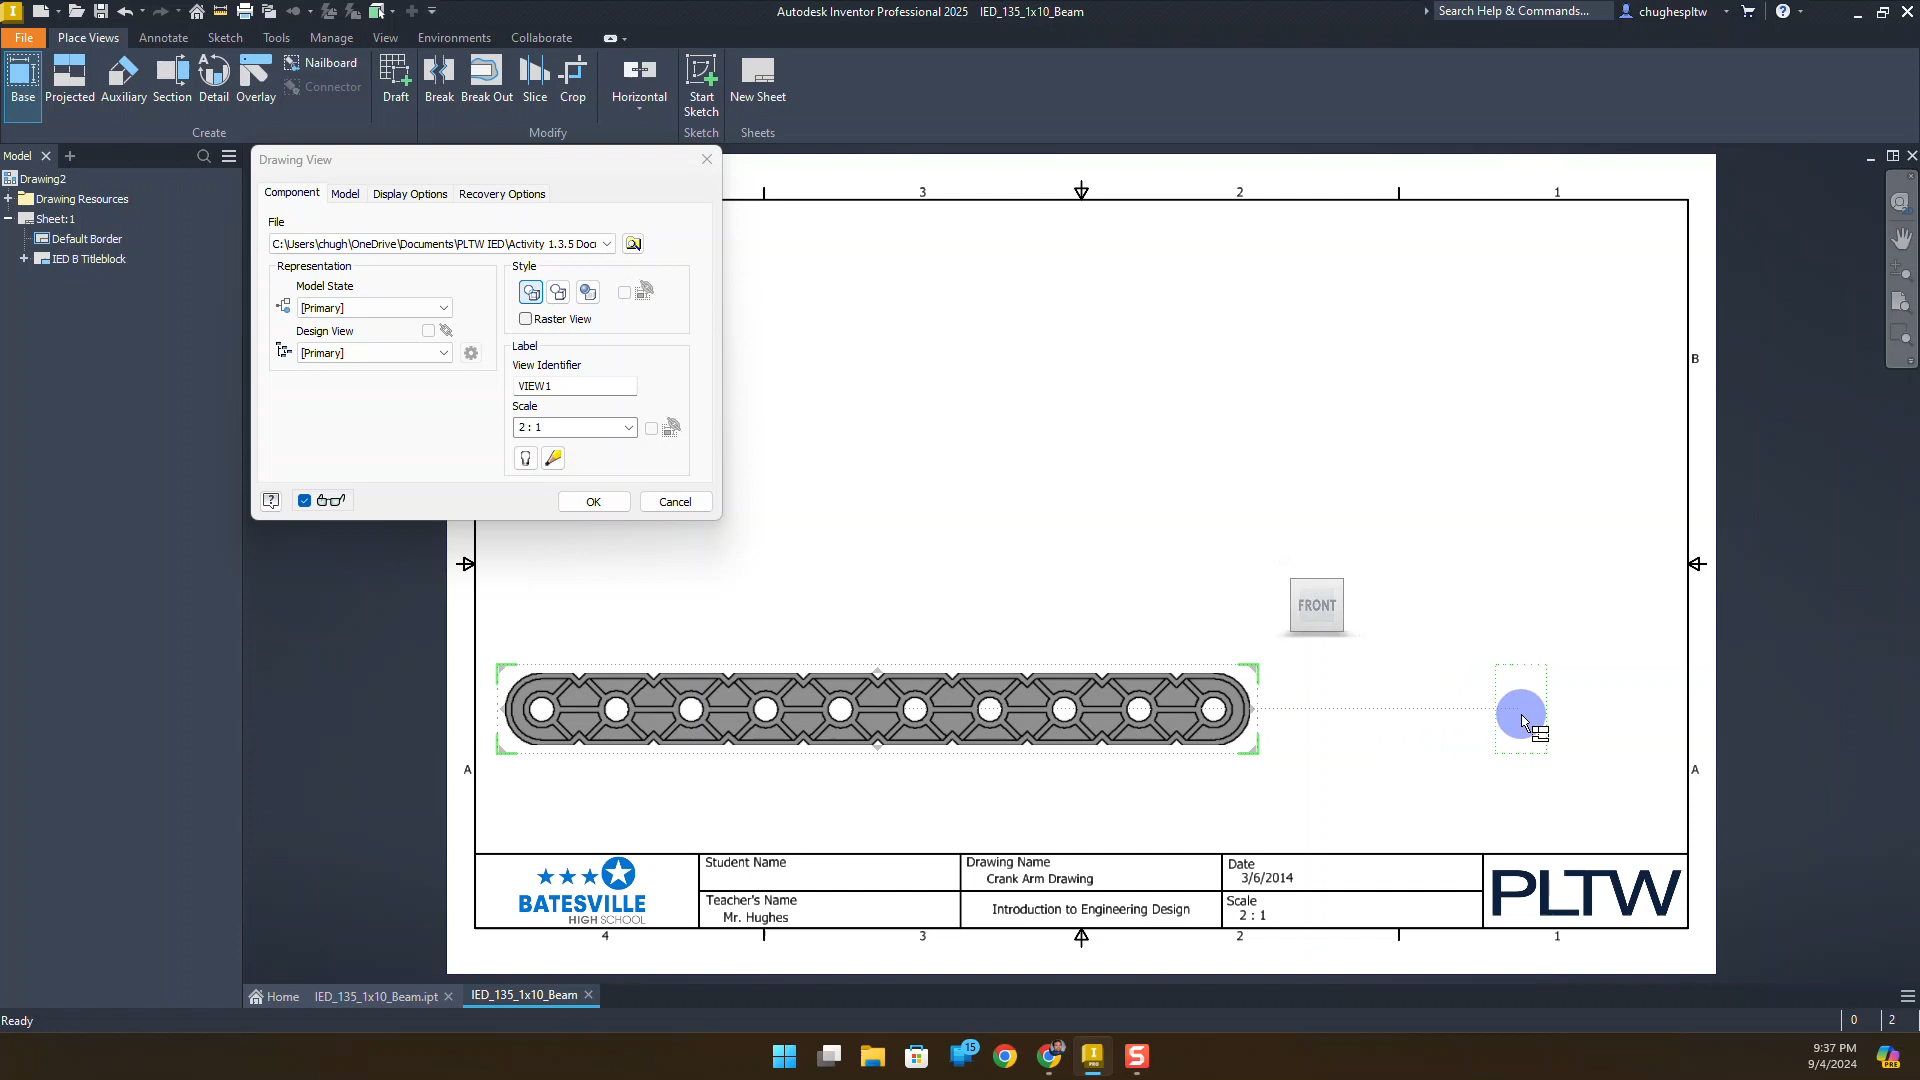 Autodesk Inventor Professional 2025 IED_135_1x10_Beam
Search Help & Commands...
chughespltw
File Place Views Annotate Sketch Tools Manage View Environments Collaborate
Base Projected Auxiliary Section Detail Overlay
Nailboard
Connector
Draft Break Break Out Slice Crop Horizontal
Start
Sketch
New Sheet
Create Modify Sketch Sheets
Model
Drawing2
Drawing Resources
Sheet:1
Default Border
IED B Titleblock
Drawing View
Component Model Display Options Recovery Options
File
C:\Users\chugh\OneDrive\Documents\PLTW IED\Activity 1.3.5 Docu
Representation
Model State
[Primary]
Design View
[Primary]
Style
Raster View
Label
View Identifier
VIEW1
Scale
2 : 1
OK Cancel
3 2 1
B
B
FRONT
A
A
BATESVILLE
HIGH SCHOOL
Student Name
Teacher's Name
Mr. Hughes
Drawing Name
Crank Arm Drawing
Introduction to Engineering Design
Date
3/6/2014
Scale
2 : 1
PLTW
4 3 2 1
Home IED_135_1x10_Beam.ipt IED_135_1x10_Beam
Ready
0 2
15
9:37 PM
9/4/2024